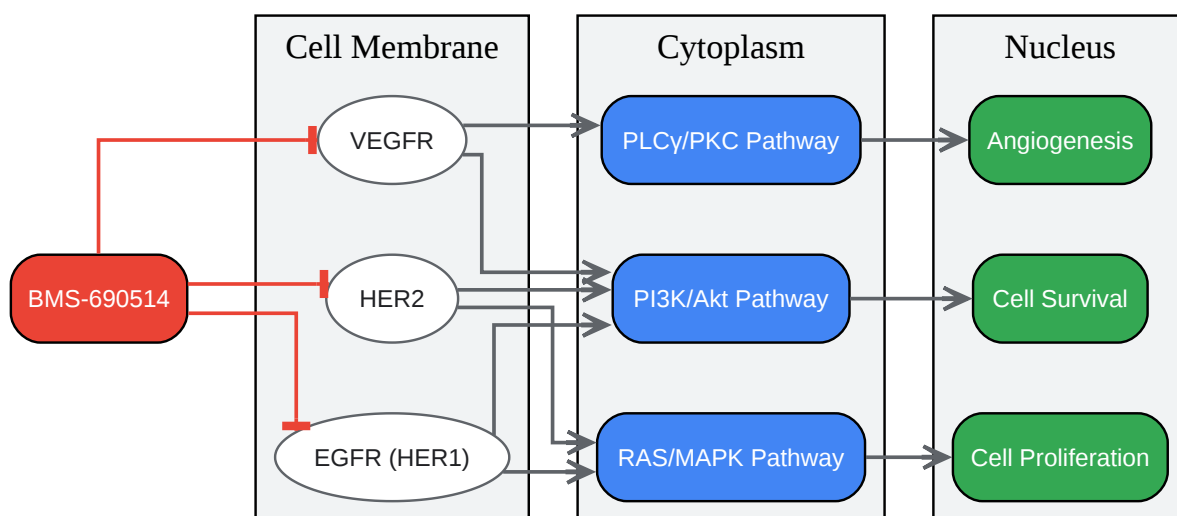 Cell Membrane
Cytoplasm
Nucleus
VEGFR
PLCγ/PKC Pathway
Angiogenesis
BMS-690514
HER2
PI3K/Akt Pathway
Cell Survival
EGFR (HER1)
RAS/MAPK Pathway
Cell Proliferation